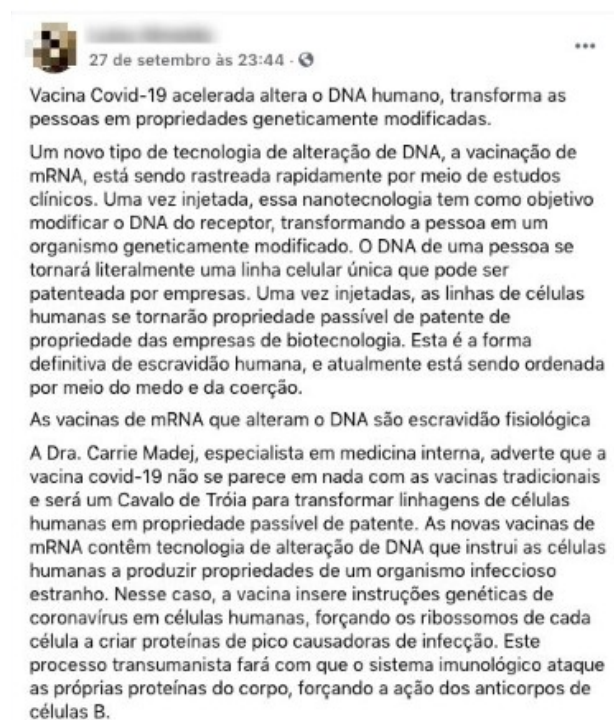 27 de setembro às 23:44 ·
Vacina Covid-19 acelerada altera o DNA humano, transforma as
pessoas em propriedades geneticamente modificadas.
Um novo tipo de tecnologia de alteração de DNA, a vacinação de
mRNA, está sendo rastreada rapidamente por meio de estudos
clínicos. Uma vez injetada, essa nanotecnologia tem como objetivo
modificar o DNA do receptor, transformando a pessoa em um
organismo geneticamente modificado. O DNA de uma pessoa se
tornará literalmente uma linha celular única que pode ser
patenteada por empresas. Uma vez injetadas, as linhas de células
humanas se tornarão propriedade passível de patente de
propriedade das empresas de biotecnologia. Esta é a forma
definitiva de escravidão humana, e atualmente está sendo ordenada
por meio do medo e da coerção.
As vacinas de mRNA que alteram o DNA são escravidão fisiológica
A Dra. Carrie Madej, especialista em medicina interna, adverte que a
vacina covid-19 não se parece em nada com as vacinas tradicionais
e será um Cavalo de Tróia para transformar linhagens de células
humanas em propriedade passível de patente. As novas vacinas de
mRNA contêm tecnologia de alteração de DNA que instrui as células
humanas a produzir propriedades de um organismo infeccioso
estranho. Nesse caso, a vacina insere instruções genéticas de
coronavírus em células humanas, forçando os ribossomos de cada
célula a criar proteínas de pico causadoras de infecção. Este
processo transumanista fará com que o sistema imunológico ataque
as próprias proteínas do corpo, forçando a ação dos anticorpos de
células B.